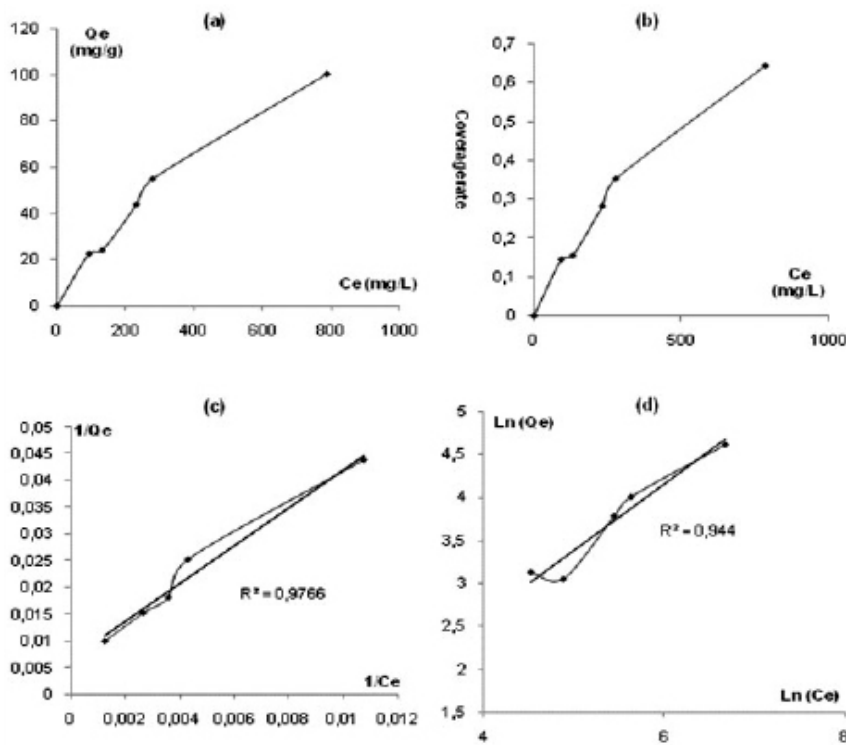 (a)
Qe
(mg/g)
120
100
80
60
40
20
0
Ce (mg/L)
0 200 400 600 800 1000
(b)
0,7
0,6
0,5
0,4
0,3
0,2
0,1
0,0
Coveragerate
Ce
(mg/L)
0 500 1000
(c)
1/Qe
0,05
0,045
0,04
0,035
0,03
0,025
0,02
0,015
0,01
0,005
0
R² = 0,9766
1/Ce
0 0,002 0,004 0,006 0,008 0,01 0,012
(d)
Ln (Qe)
5
4,5
4
3,5
3
2,5
2
1,5
R² = 0,944
Ln (Ce)
4 6 8